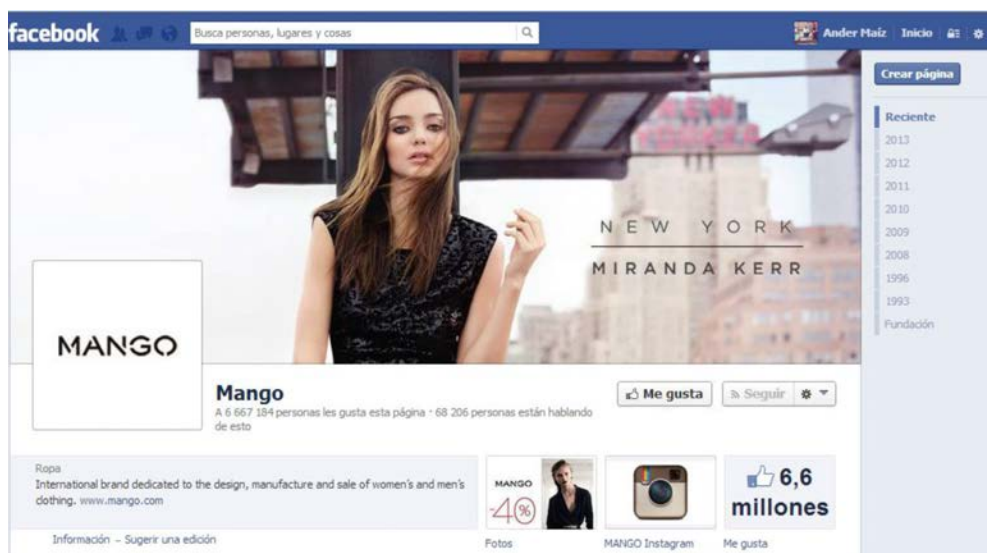 facebook
Busca personas, lugares y cosas
Ander Maíz
Inicio
Crear página
Reciente
2013
2012
2011
2010
2009
2008
1996
1993
Fundación
NEW YORK
MIRANDA KERR
MANGO
Mango
A 6 667 184 personas les gusta esta página · 68 206 personas están hablando
de esto
Me gusta
Seguir
Ropa
International brand dedicated to the design, manufacture and sale of women's and men's
clothing. www.mango.com
Información – Sugerir una edición
MANGO
-40%
Fotos
MANGO Instagram
6,6
millones
Me gusta